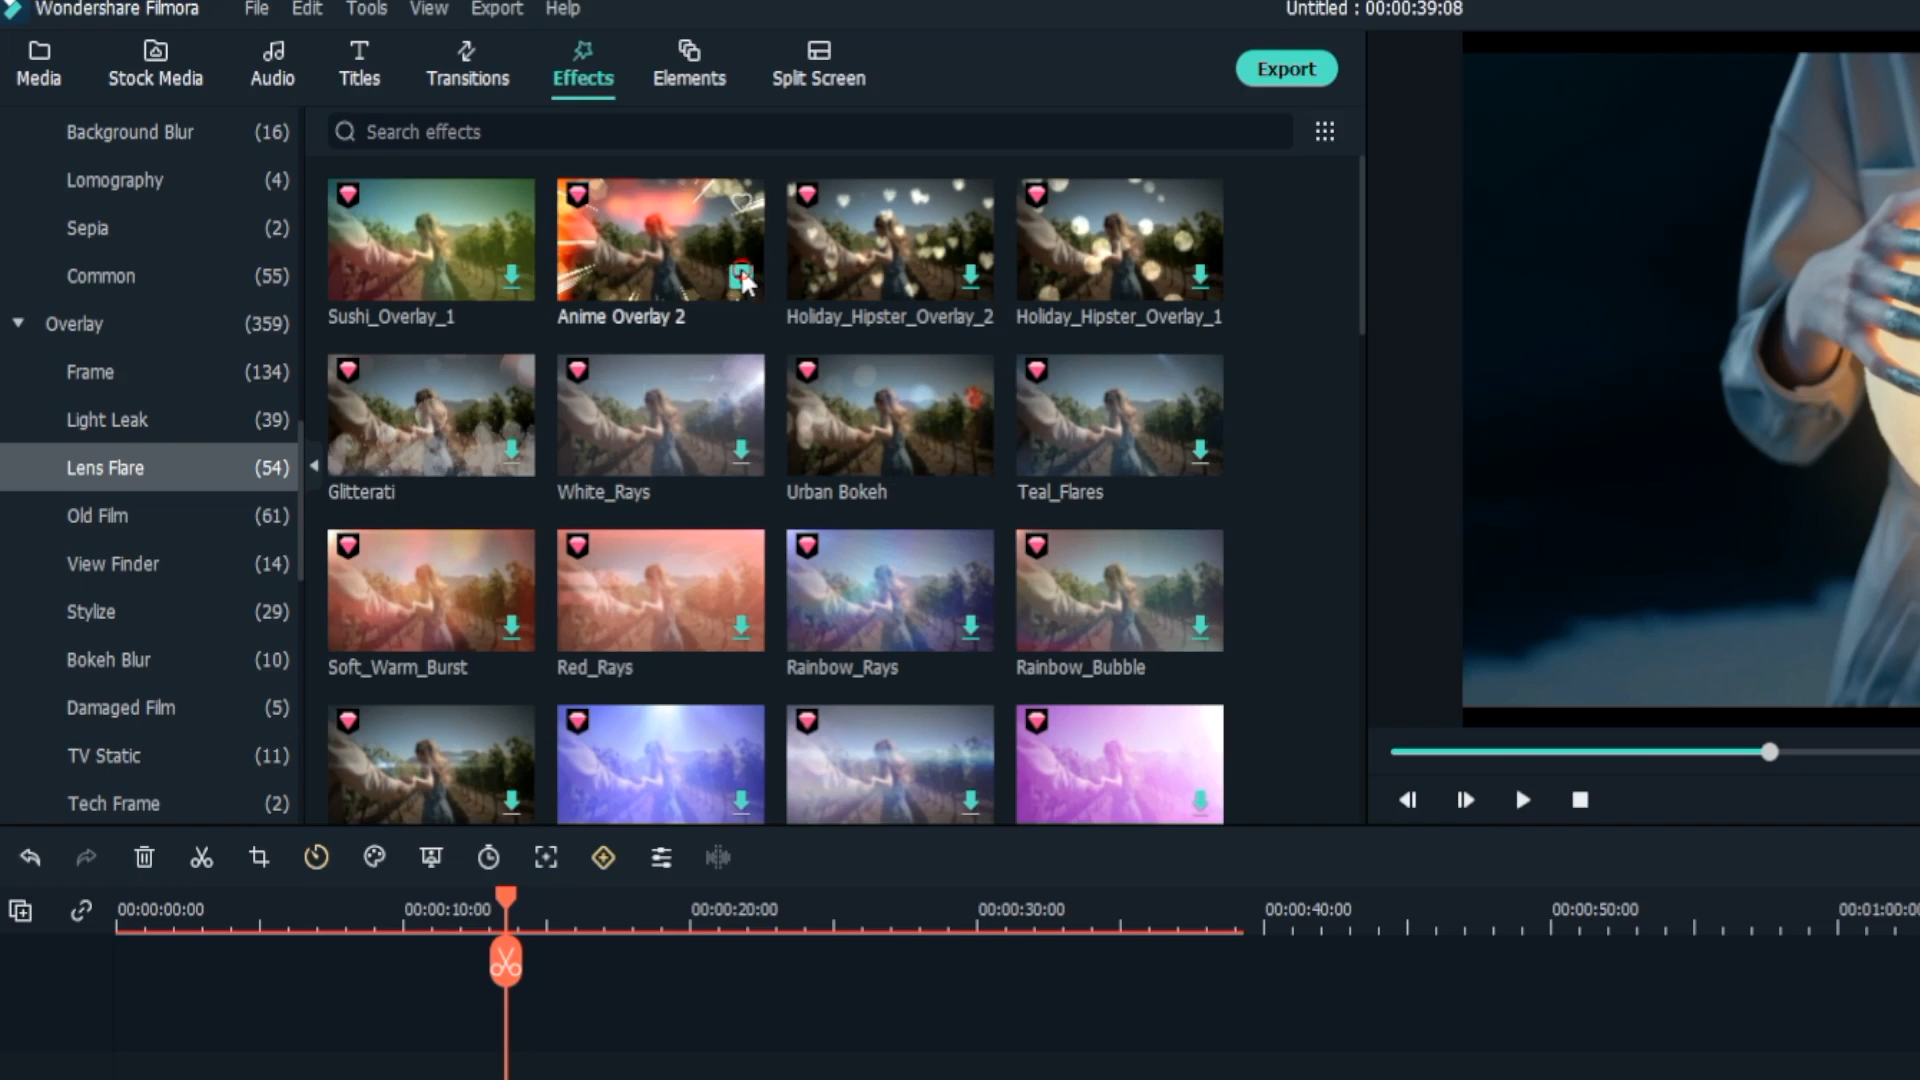 Wondershare Filmora File Edit Tools View Export Help Untitled : 00:00:39:08
Media Stock Media Audio Titles Transitions Effects Elements Split Screen Export
Background Blur (16)
Lomography (4)
Sepia (2)
Common (55)
Overlay (359)
Frame (134)
Light Leak (39)
Lens Flare (54)
Old Film (61)
View Finder (14)
Stylize (29)
Bokeh Blur (10)
Damaged Film (5)
TV Static (11)
Tech Frame (2)
Search effects
Sushi_Overlay_1 Anime Overlay 2 Holiday_Hipster_Overlay_2 Holiday_Hipster_Overlay_1
Glitterati White_Rays Urban Bokeh Teal_Flares
Soft_Warm_Burst Red_Rays Rainbow_Rays Rainbow_Bubble
00:00:00:00 00:00:10:00 00:00:20:00 00:00:30:00 00:00:40:00 00:00:50:00 00:01:00:00